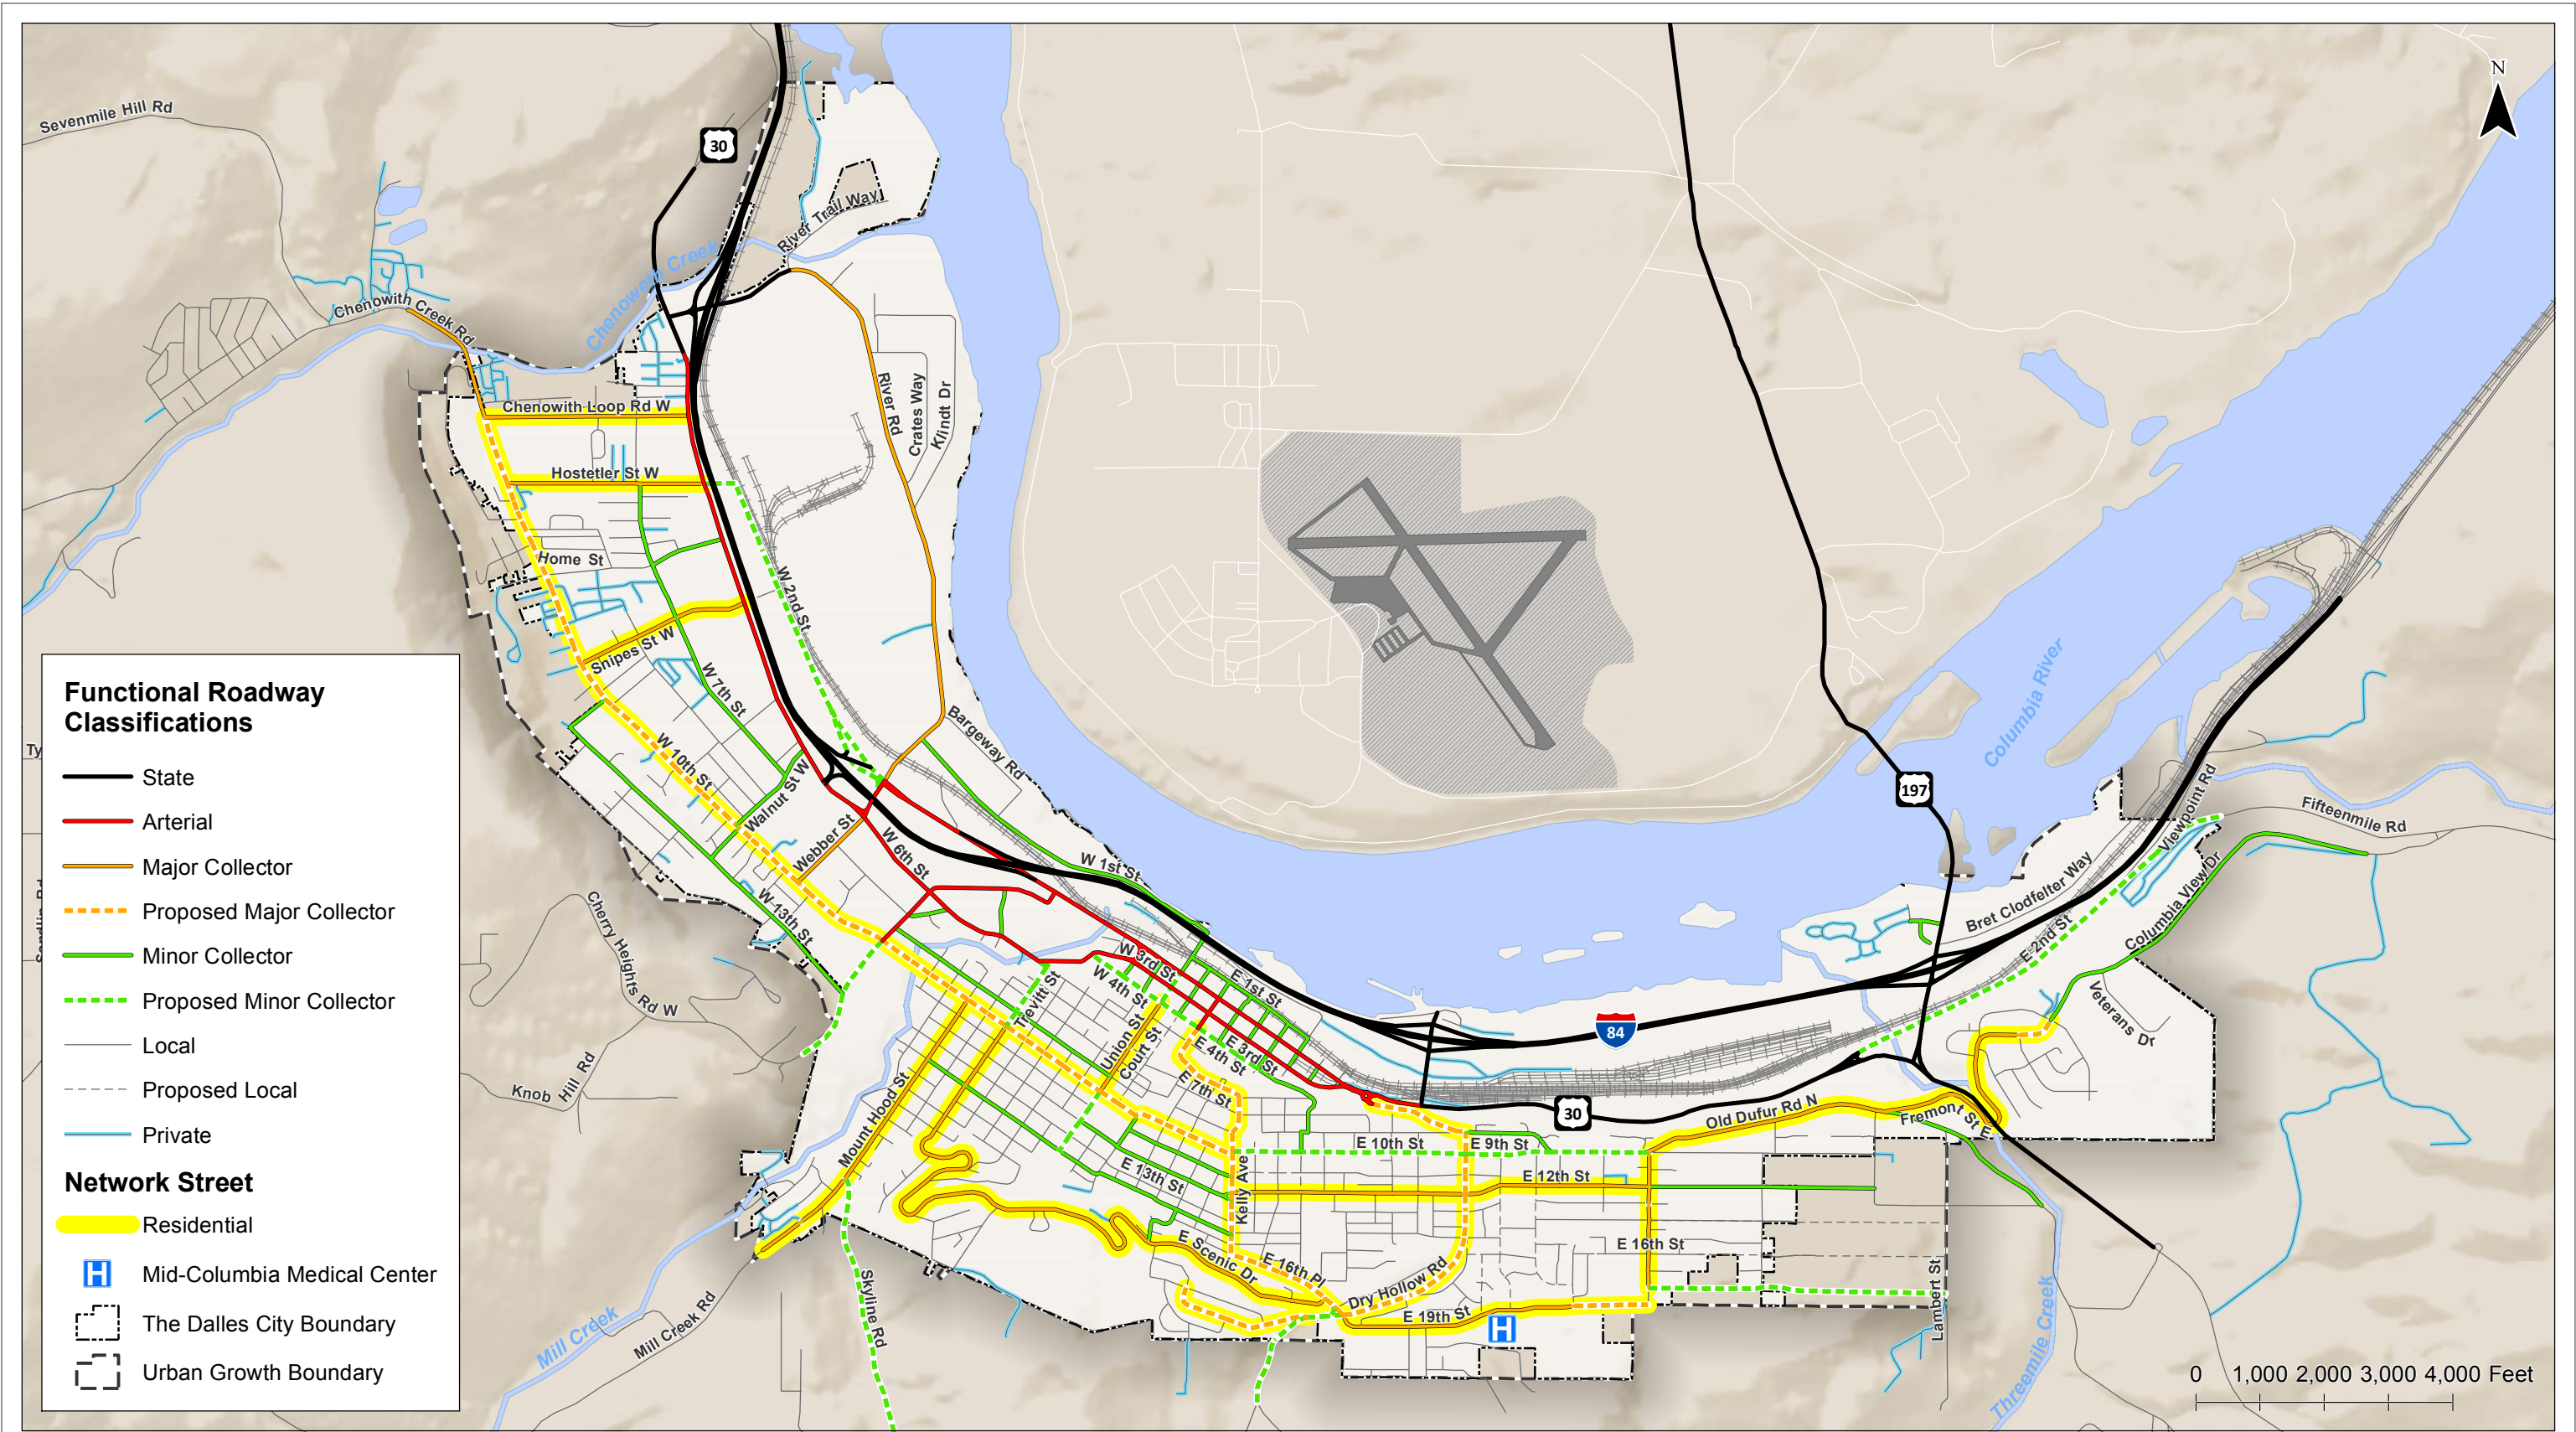 N
Sevenmile Hill Rd
30
River Trail Way
Chenoweth Creek
Chenowith Creek Rd
Chenowith Loop Rd W
River Rd
Crates Way
Klindt Dr
Hostetler St W
Home St
W 2nd St
Snipes St W
W 7th St
Bargeway Rd
W 10th St
Walnut St W
Webber St
W 6th St
W 1st St
W 13th St
Cherry Heights Rd W
Knob Hill Rd
197
Columbia River
Viewpoint Rd
Fifteenmile Rd
Bret Clodfelter Way
Columbia View Dr
E 2nd St
Veterans Dr
W 3rd St
W 4th St
E 1st St
Trevitt St
Union St
Court St
E 3rd St
E 4th St
E 7th St
84
30
Mount Hood St
Old Dufur Rd N
Fremont St E
E 10th St
E 9th St
E 12th St
E 13th St
Kelly Ave
E 16th St
E Scenic Dr
E 16th Pl
Dry Hollow Rd
E 19th St
H
Lambert St
Skyline Rd
Mill Creek
Mill Creek Rd
Threemile Creek
Ty
Functional Roadway
Classifications
State
Arterial
Major Collector
Proposed Major Collector
Minor Collector
Proposed Minor Collector
Local
Proposed Local
Private
Network Street
Residential
H Mid-Columbia Medical Center
The Dalles City Boundary
Urban Growth Boundary
0 1,000 2,000 3,000 4,000 Feet